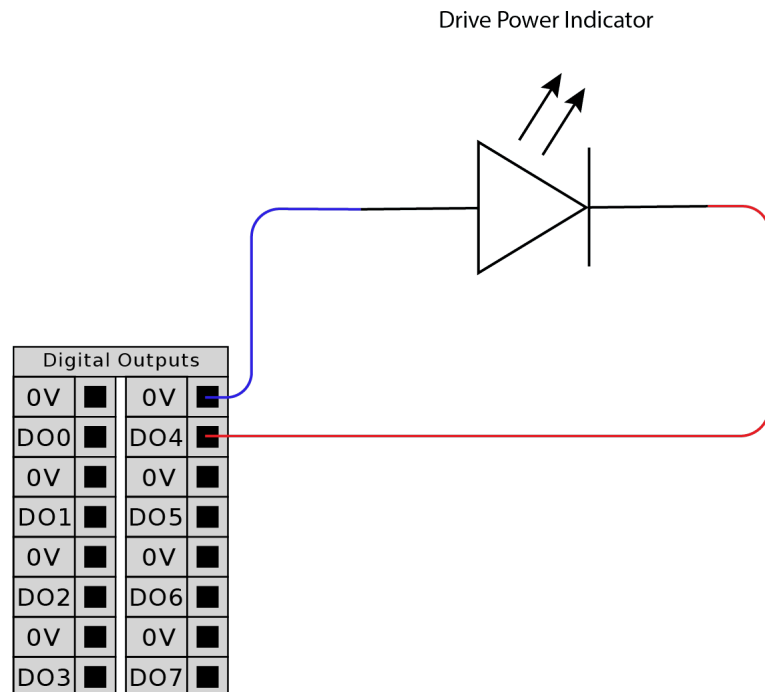 Drive Power Indicator
Digital Outputs
0V 0V
DO0 DO4
0V 0V
DO1 DO5
0V 0V
DO2 DO6
0V 0V
DO3 DO7